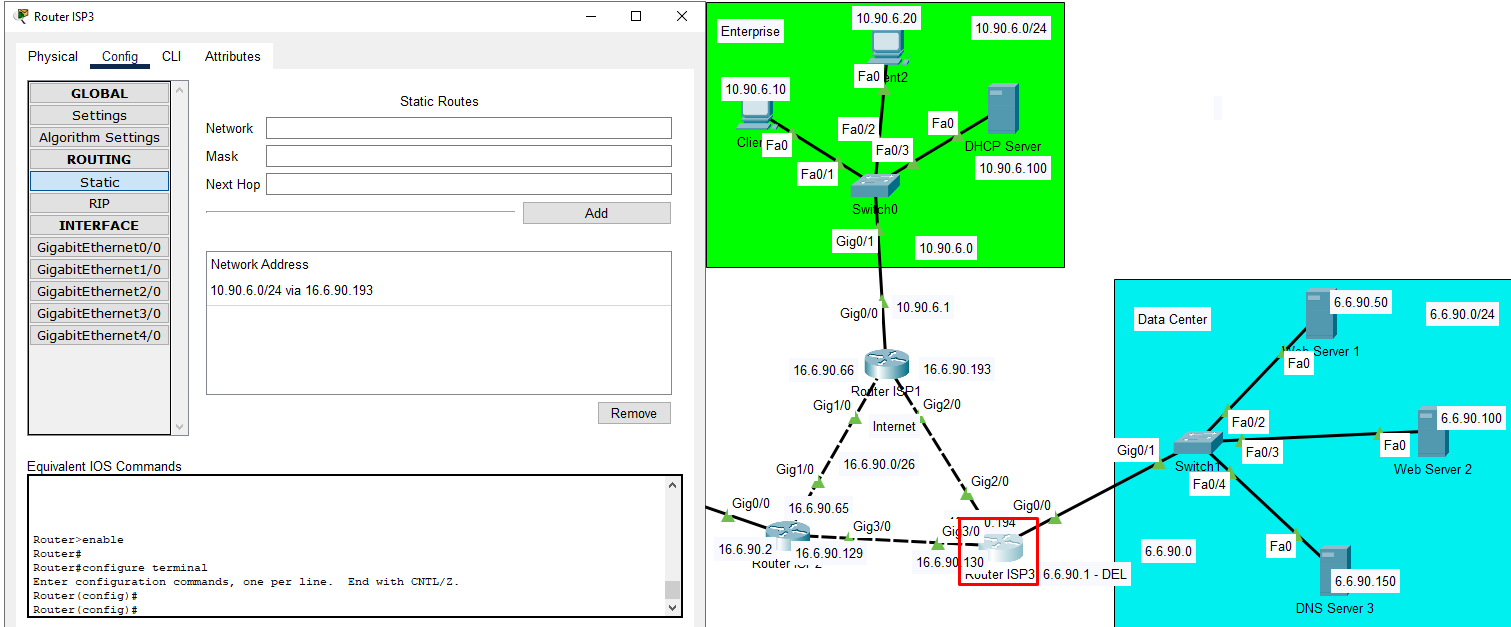 Router ISP3
Physical Config CLI Attributes
GLOBAL
Settings
Algorithm Settings
ROUTING
Static
RIP
INTERFACE
GigabitEthernet0/0
GigabitEthernet1/0
GigabitEthernet2/0
GigabitEthernet3/0
GigabitEthernet4/0
Static Routes
Network
Mask
Next Hop
Add
Network Address
10.90.6.0/24 via 16.6.90.193
Remove
Equivalent IOS Commands
Router>enable
Router#
Router#configure terminal
Enter configuration commands, one per line. End with CNTL/Z.
Router(config)#
Router(config)#
Enterprise
10.90.6.20
10.90.6.0/24
Fa0
10.90.6.10
Fa0
Fa0/2
Fa0
Fa0/3
DHCP Server
Fa0/1
10.90.6.100
Switch0
Gig0/1
10.90.6.0
Gig0/0
10.90.6.1
16.6.90.66
16.6.90.193
Router ISP1
Gig1/0
Gig2/0
Internet
16.6.90.0/26
Gig1/0
Gig2/0
Gig0/0
16.6.90.65
Gig0/0
Gig3/0
0.194
Gig3/0
16.6.90.2
16.6.90.129
16.6.90.130
Router ISP3
6.6.90.1 - DEL
Data Center
6.6.90.50
6.6.90.0/24
Web Server 1
Fa0
Fa0/2
6.6.90.100
Gig0/1
Fa0/3
Fa0
Switch1
Web Server 2
Fa0/4
Fa0
6.6.90.0
6.6.90.150
DNS Server 3